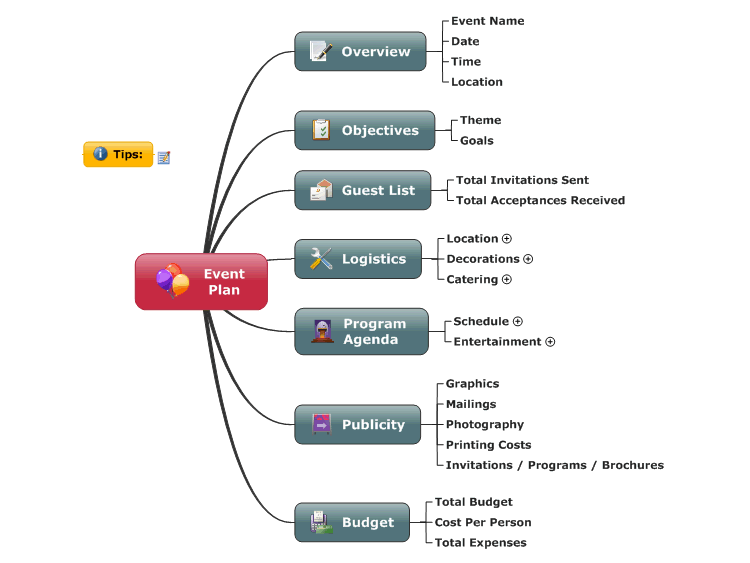 Event Name
Overview
Date
Time
Location
Objectives
Theme
Goals
Tips:
Guest List
Total Invitations Sent
Total Acceptances Received
Event
Plan
Logistics
Location
Decorations
Catering
Program
Agenda
Schedule
Entertainment
Publicity
Graphics
Mailings
Photography
Printing Costs
Invitations / Programs / Brochures
Budget
Total Budget
Cost Per Person
Total Expenses